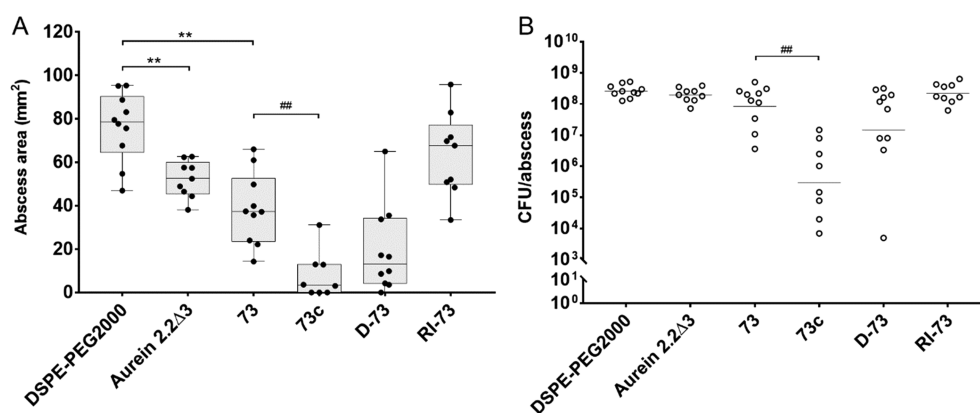 A
Abscess area (mm²)
120
100
80
60
40
20
0
**
**
##
DSPE-PEG2000
Aurein 2.2Δ3
73
73c
D-73
RI-73
B
CFU/abscess
10¹⁰
10⁹
10⁸
10⁷
10⁶
10⁵
10⁴
10³
10¹
10⁰
##
DSPE-PEG2000
Aurein 2.2Δ3
73
73c
D-73
RI-73